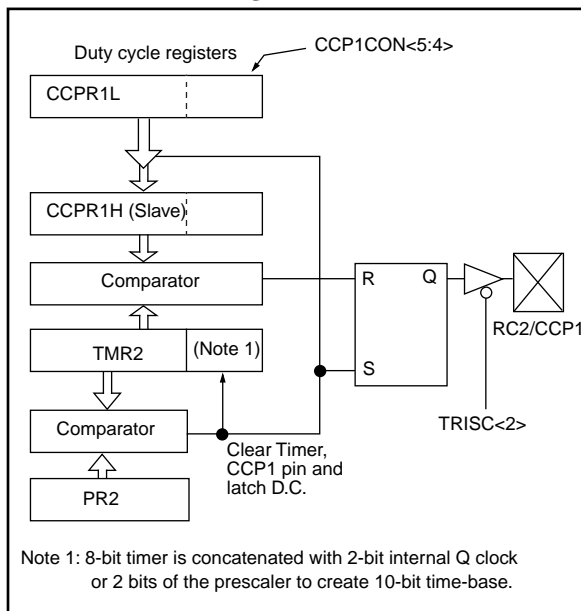 Duty cycle registers
CCP1CON<5:4>
CCPR1L
CCPR1H (Slave)
Comparator
R
Q
RC2/CCP1
TMR2
(Note 1)
S
TRISC<2>
Comparator
Clear Timer,
CCP1 pin and
latch D.C.
PR2
Note 1: 8-bit timer is concatenated with 2-bit internal Q clock
or 2 bits of the prescaler to create 10-bit time-base.